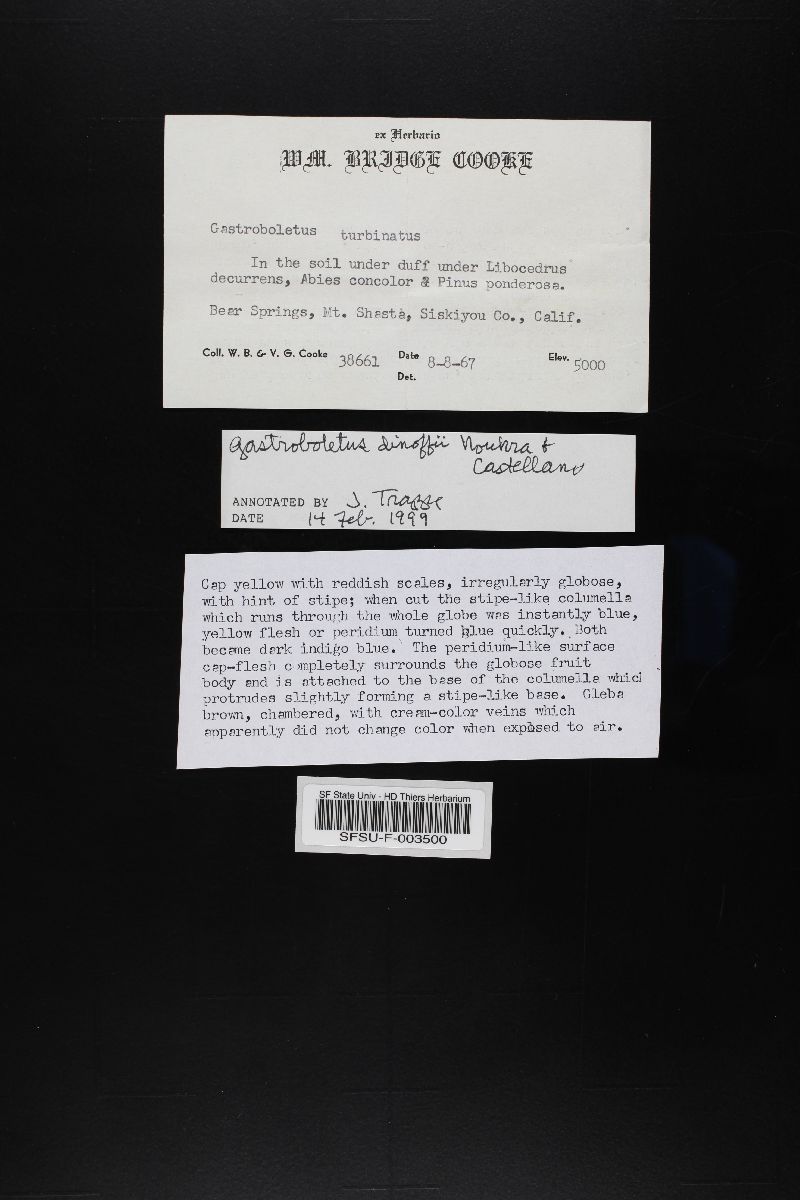 ex Herbario
WM. BRIDGE COOKE
Gastroboletus turbinatus
In the soil under duff under Libocedrus
decurrens, Abies concolor & Pinus ponderosa.
Bear Springs, Mt. Shasta, Siskiyou Co., Calif.
Coll. W. B. & V. G. Cooke 38661 Date 8-8-67 Elev. 5000
Det.
Gastroboletus dinoffii Nouhra &
Castellano
ANNOTATED BY J. Trappe
DATE 14 Feb. 1999
Cap yellow with reddish scales, irregularly globose,
with hint of stipe; when cut the stipe-like columella
which runs through the whole globe was instantly blue,
yellow flesh or peridium turned blue quickly. Both
became dark indigo blue. The peridium-like surface
cap-flesh completely surrounds the globose fruit
body and is attached to the base of the columella which
protrudes slightly forming a stipe-like base. Gleba
brown, chambered, with cream-color veins which
apparently did not change color when exposed to air.
SF State Univ - HD Thiers Herbarium
SFSU-F-003500